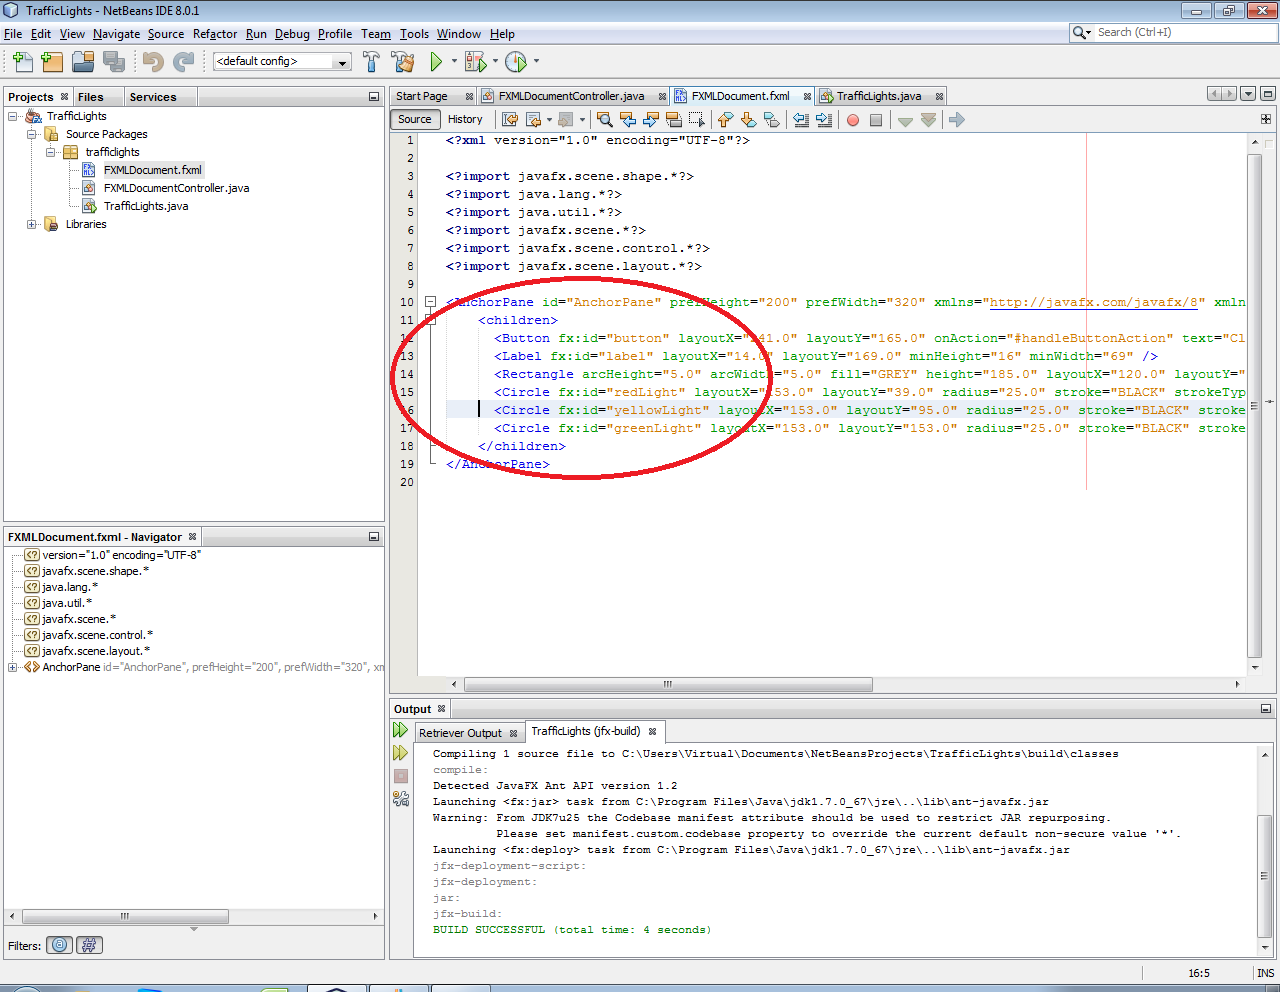 TrafficLights - NetBeans IDE 8.0.1
File Edit View Navigate Source Refactor Run Debug Profile Team Tools Window Help
Search (Ctrl+I)
<default config>
Projects Files Services
TrafficLights
Source Packages
trafficlights
FXMLDocument.fxml
FXMLDocumentController.java
TrafficLights.java
Libraries
Start Page FXMLDocumentController.java FXMLDocument.fxml TrafficLights.java
Source History
1 <?xml version="1.0" encoding="UTF-8"?>
2
3 <?import javafx.scene.shape.*?>
4 <?import java.lang.*?>
5 <?import java.util.*?>
6 <?import javafx.scene.*?>
7 <?import javafx.scene.control.*?>
8 <?import javafx.scene.layout.*?>
9
10 <AnchorPane id="AnchorPane" prefHeight="200" prefWidth="320" xmlns="http://javafx.com/javafx/8" xmln
11 <children>
12 <Button fx:id="button" layoutX="141.0" layoutY="165.0" onAction="#handleButtonAction" text="Cl
13 <Label fx:id="label" layoutX="14.0" layoutY="169.0" minHeight="16" minWidth="69" />
14 <Rectangle arcHeight="5.0" arcWidth="5.0" fill="GREY" height="185.0" layoutX="120.0" layoutY="
15 <Circle fx:id="redLight" layoutX="153.0" layoutY="39.0" radius="25.0" stroke="BLACK" strokeTyp
16 <Circle fx:id="yellowLight" layoutX="153.0" layoutY="95.0" radius="25.0" stroke="BLACK" stroke
17 <Circle fx:id="greenLight" layoutX="153.0" layoutY="153.0" radius="25.0" stroke="BLACK" stroke
18 </children>
19 </AnchorPane>
20
FXMLDocument.fxml - Navigator
version="1.0" encoding="UTF-8"
javafx.scene.shape.*
java.lang.*
java.util.*
javafx.scene.*
javafx.scene.control.*
javafx.scene.layout.*
AnchorPane id="AnchorPane", prefHeight="200", prefWidth="320", xm
Filters:
Output
Retriever Output TrafficLights (jfx-build)
Compiling 1 source file to C:\Users\Virtual\Documents\NetBeansProjects\TrafficLights\build\classes
compile:
Detected JavaFX Ant API version 1.2
Launching <fx:jar> task from C:\Program Files\Java\jdk1.7.0_67\jre\..\lib\ant-javafx.jar
Warning: From JDK7u25 the Codebase manifest attribute should be used to restrict JAR repurposing.
Please set manifest.custom.codebase property to override the current default non-secure value '*'.
Launching <fx:deploy> task from C:\Program Files\Java\jdk1.7.0_67\jre\..\lib\ant-javafx.jar
jfx-deployment-script:
jfx-deployment:
jar:
jfx-build:
BUILD SUCCESSFUL (total time: 4 seconds)
16:5 INS